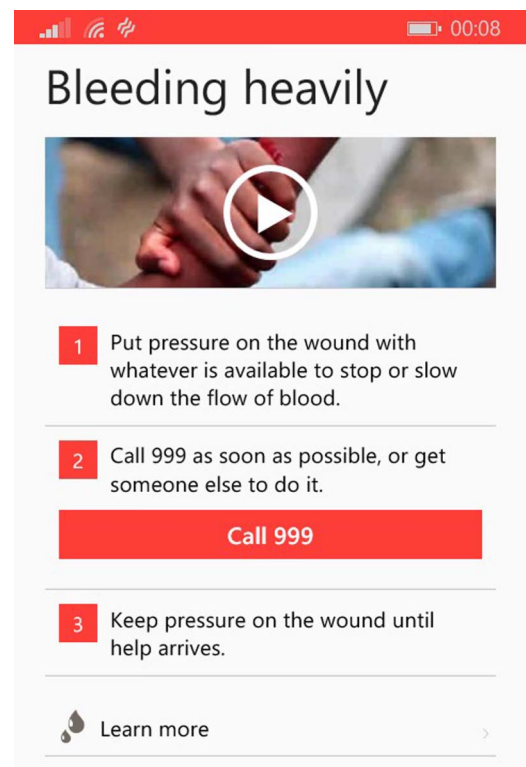 00:08
Bleeding heavily
1 Put pressure on the wound with
whatever is available to stop or slow
down the flow of blood.
2 Call 999 as soon as possible, or get
someone else to do it.
Call 999
3 Keep pressure on the wound until
help arrives.
Learn more